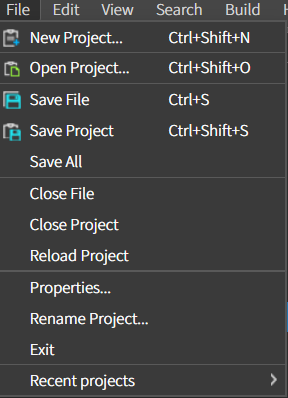 File Edit View Search Build
New Project... Ctrl+Shift+N
Open Project... Ctrl+Shift+O
Save File Ctrl+S
Save Project Ctrl+Shift+S
Save All
Close File
Close Project
Reload Project
Properties...
Rename Project...
Exit
Recent projects